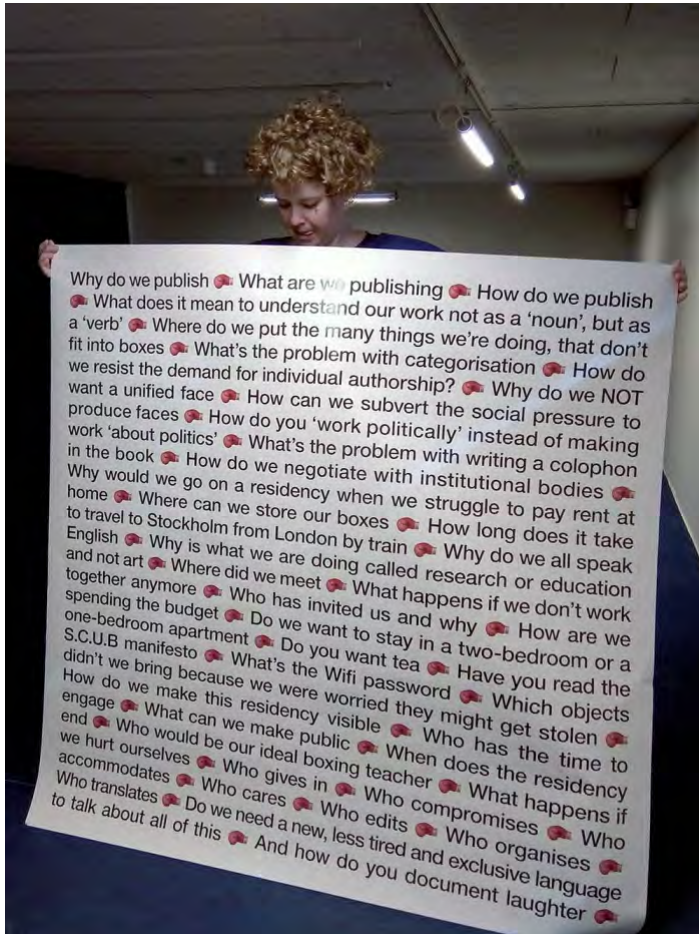 Why do we publish What are we publishing How do we publish
What does it mean to understand our work not as a ‘noun’, but as
a ‘verb’ Where do we put the many things we’re doing, that don’t
fit into boxes What’s the problem with categorisation How do
we resist the demand for individual authorship? Why do we NOT
want a unified face How can we subvert the social pressure to
produce faces How do you ‘work politically’ instead of making
work ‘about politics’ What’s the problem with writing a colophon
in the book How do we negotiate with institutional bodies
Why would we go on a residency when we struggle to pay rent at
home Where can we store our boxes How long does it take
to travel to Stockholm from London by train Why do we all speak
English Why is what we are doing called research or education
and not art Where did we meet What happens if we don’t work
together anymore Who has invited us and why How are we
spending the budget Do we want to stay in a two-bedroom or a
one-bedroom apartment Do you want tea Have you read the
S.C.U.B manifesto What’s the Wifi password Which objects
didn’t we bring because we were worried they might get stolen
How do we make this residency visible Who has the time to
engage What can we make public When does the residency
end Who would be our ideal boxing teacher What happens if
we hurt ourselves Who gives in Who compromises Who
accommodates Who cares Who edits Who organises
Who translates Do we need a new, less tired and exclusive language
to talk about all of this And how do you document laughter